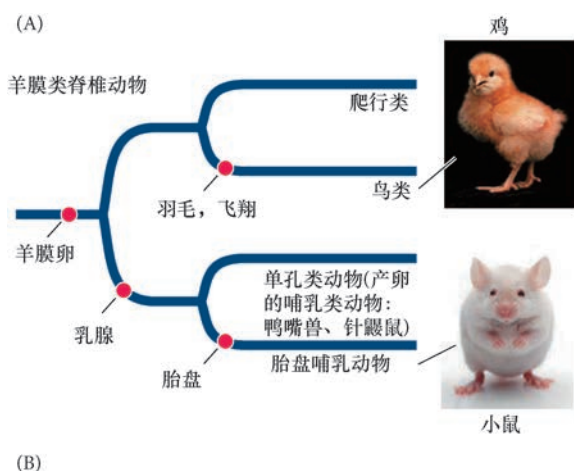 (A)
鸡
羊膜类脊椎动物
爬行类
鸟类
羽毛，飞翔
羊膜卵
单孔类动物(产卵
的哺乳类动物：
鸭嘴兽、针鼹鼠)
乳腺
胎盘哺乳动物
胎盘
小鼠
(B)